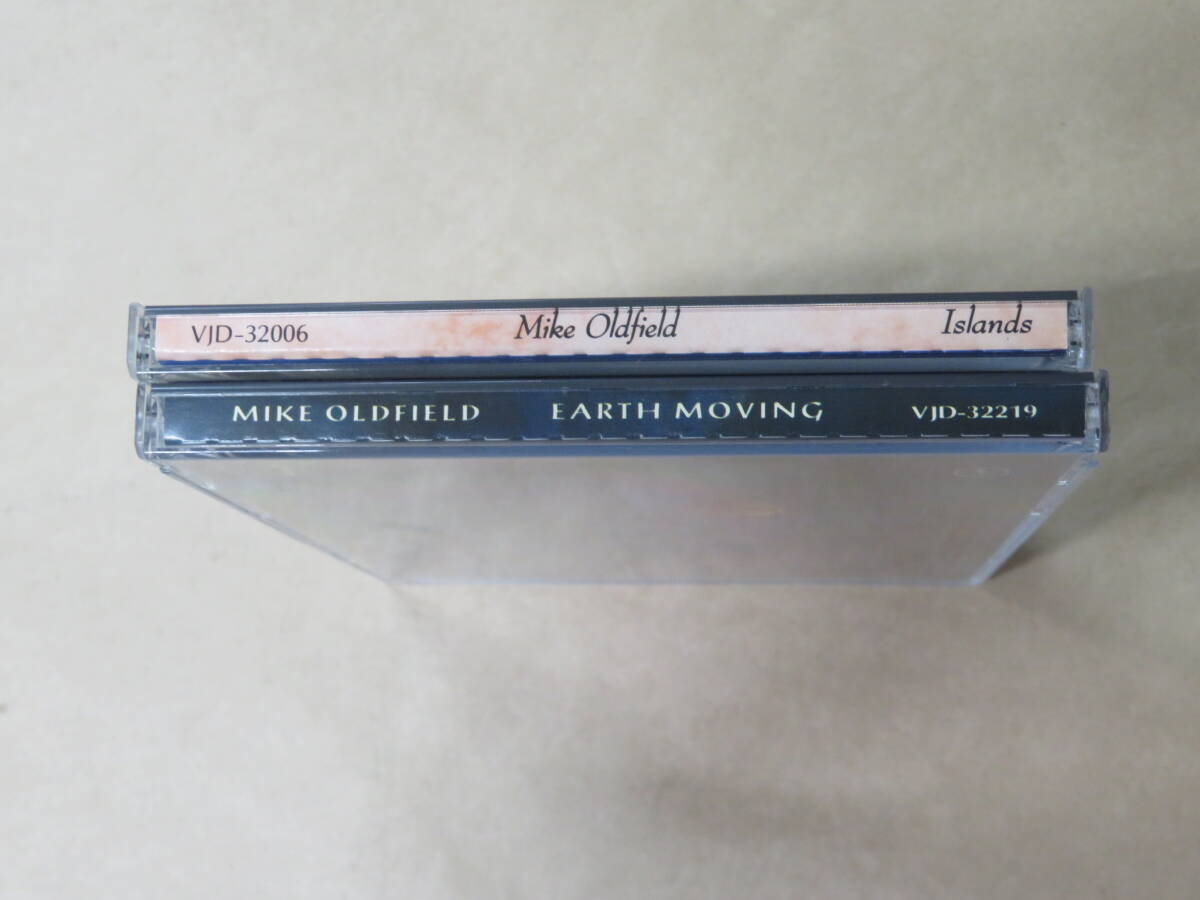 VJD-32006 Mike Oldfield Islands
MIKE OLDFIELD EARTH MOVING VJD-32219